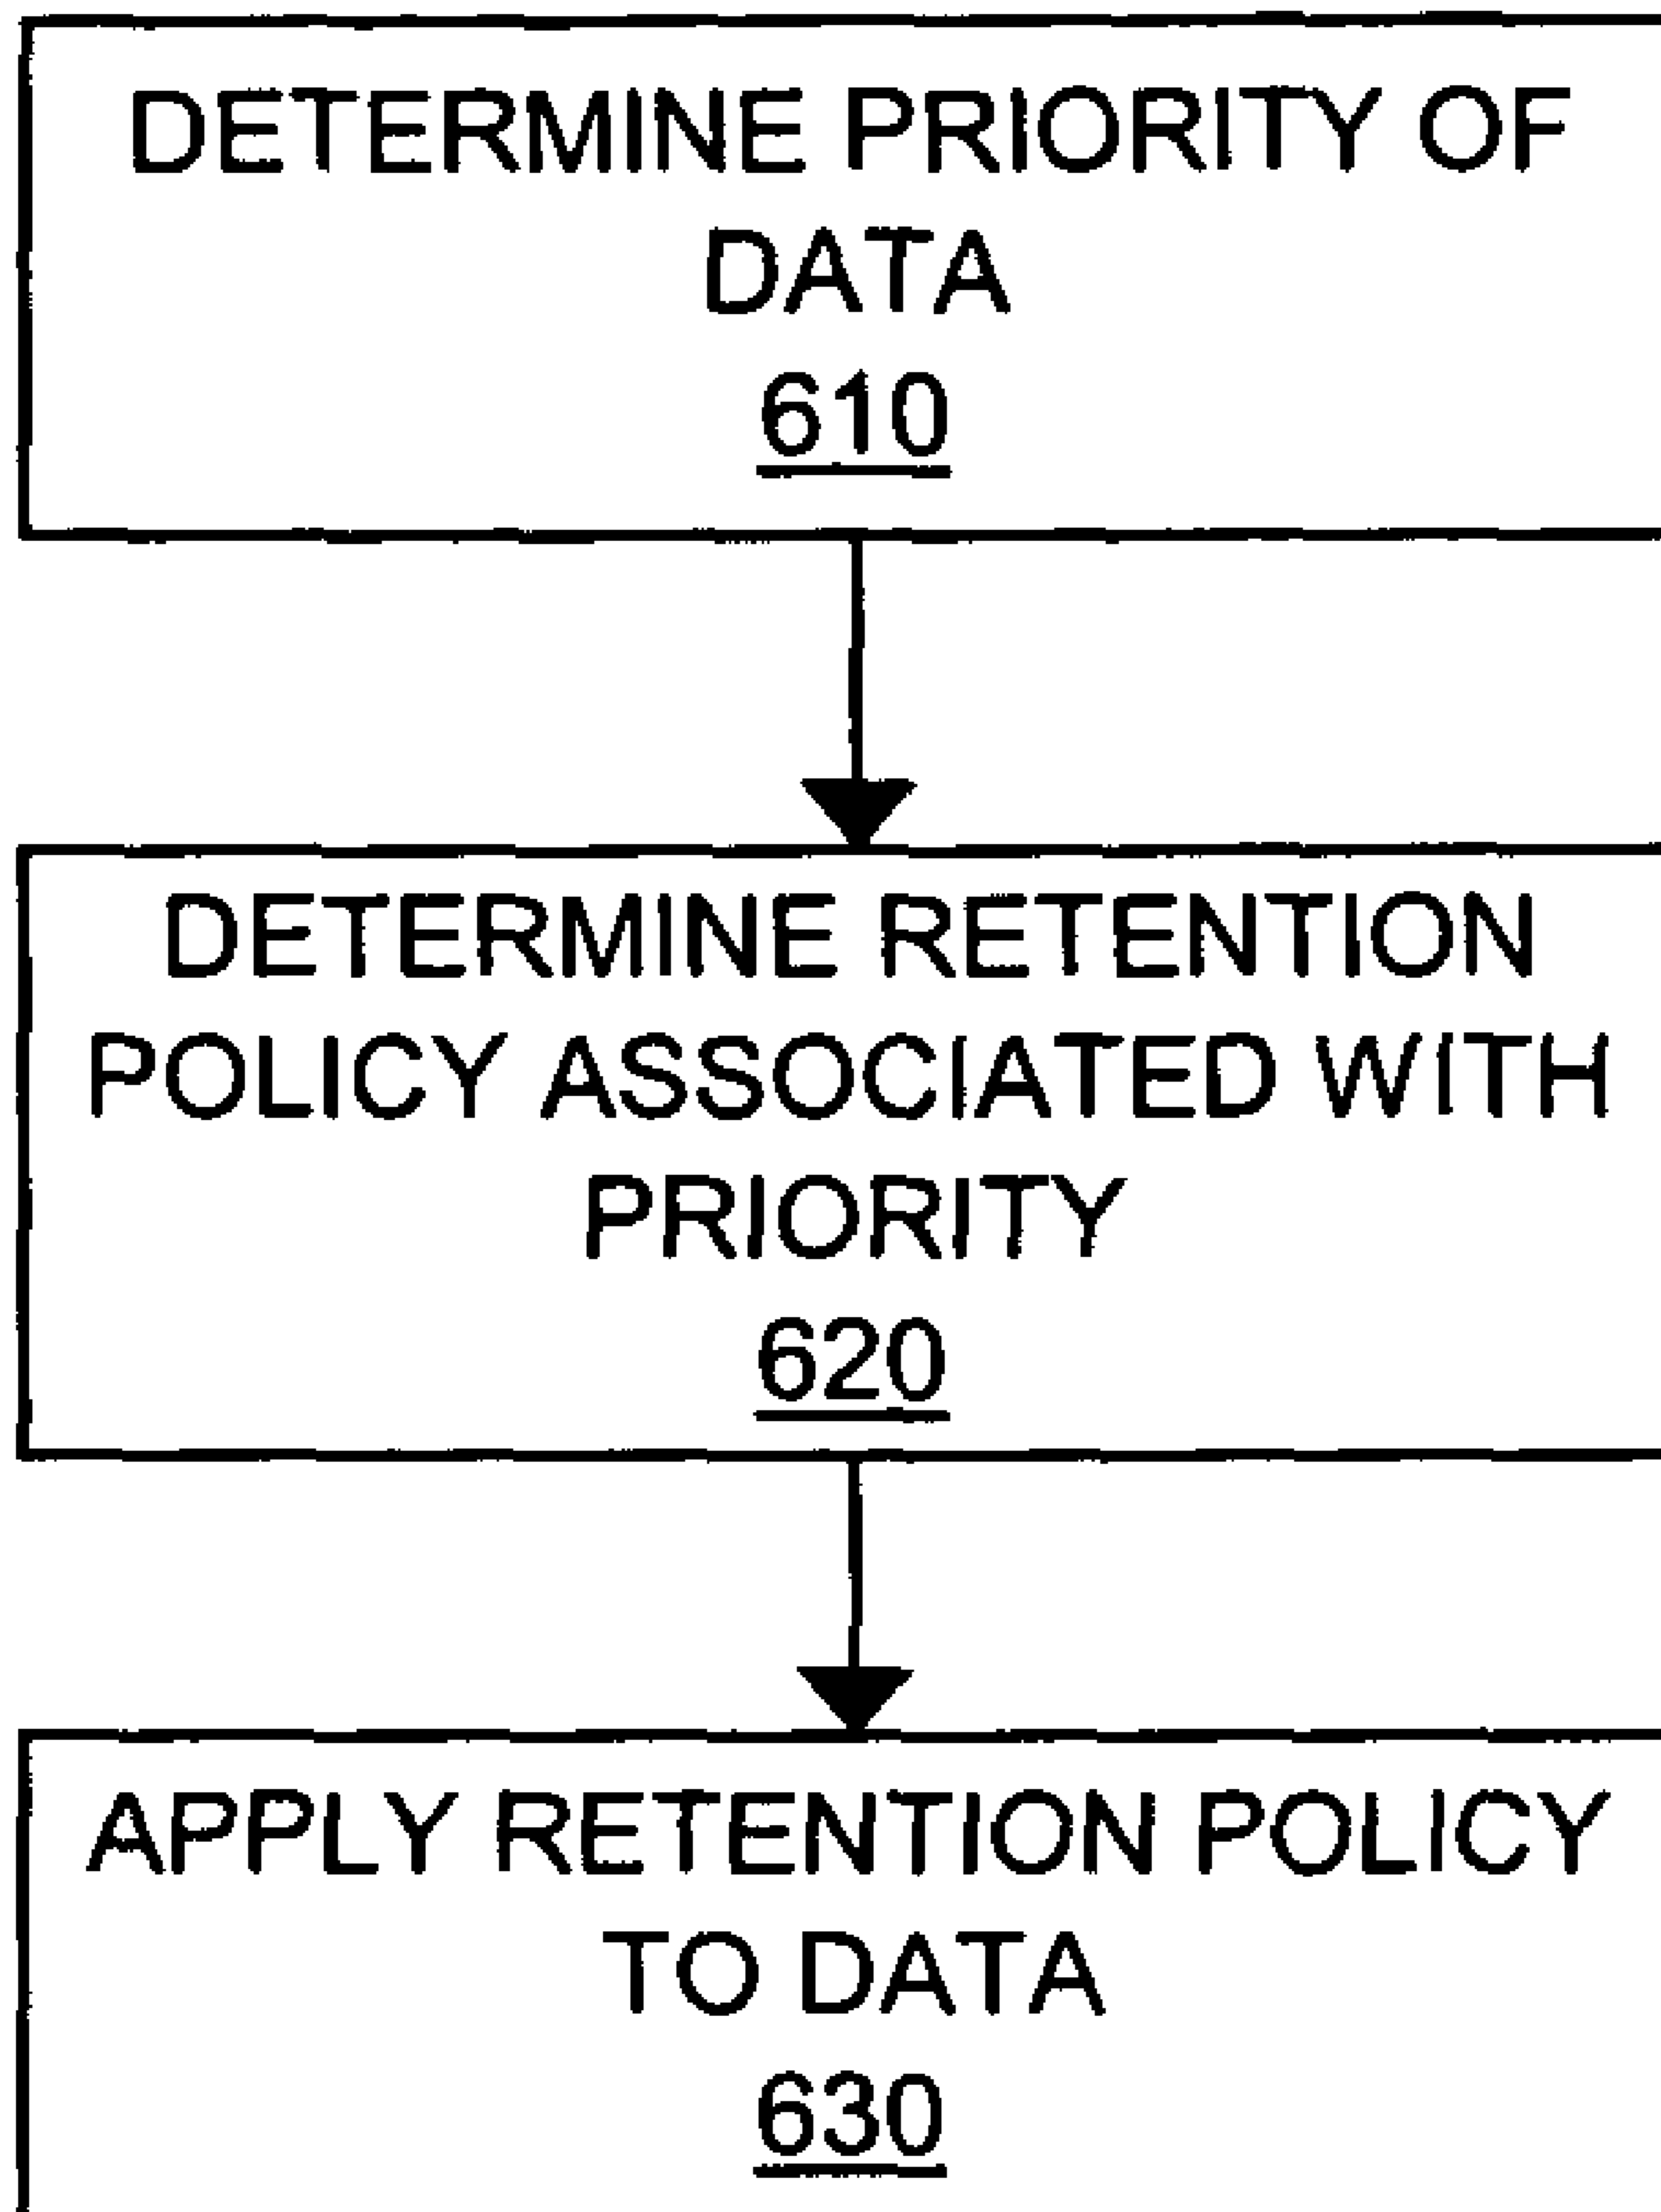 DETERMINE PRIORITY OF
DATA
610
DETERMINE RETENTION
POLICY ASSOCIATED WITH
PRIORITY
620
APPLY RETENTION POLICY
TO DATA
630